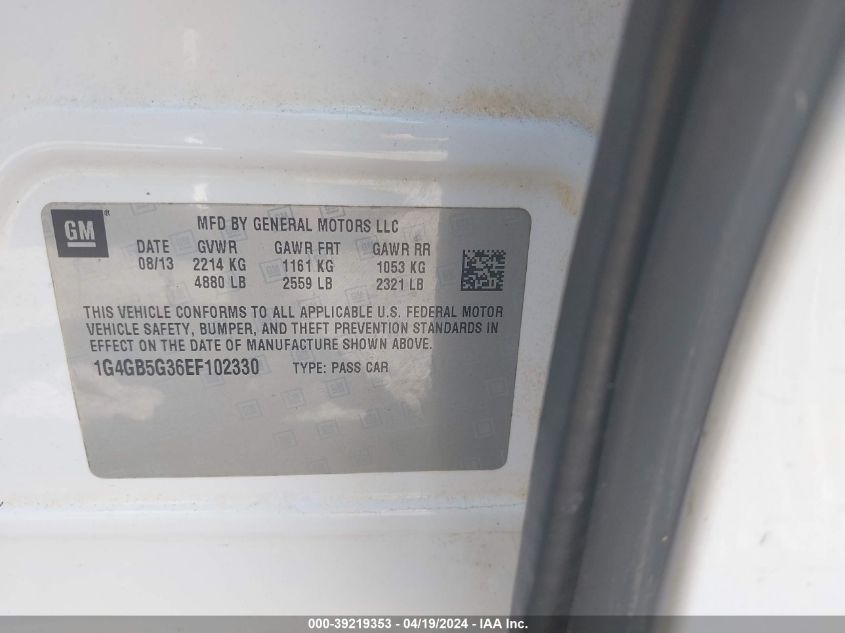 GM ®
MFD BY GENERAL MOTORS LLC
DATE GVWR GAWR FRT GAWR RR
08/13 2214 KG 1161 KG 1053 KG
4880 LB 2559 LB 2321 LB
THIS VEHICLE CONFORMS TO ALL APPLICABLE U.S. FEDERAL MOTOR
VEHICLE SAFETY, BUMPER, AND THEFT PREVENTION STANDARDS IN
EFFECT ON THE DATE OF MANUFACTURE SHOWN ABOVE.
1G4GB5G36EF102330 TYPE: PASS CAR
000-39219353 - 04/19/2024 - IAA Inc.